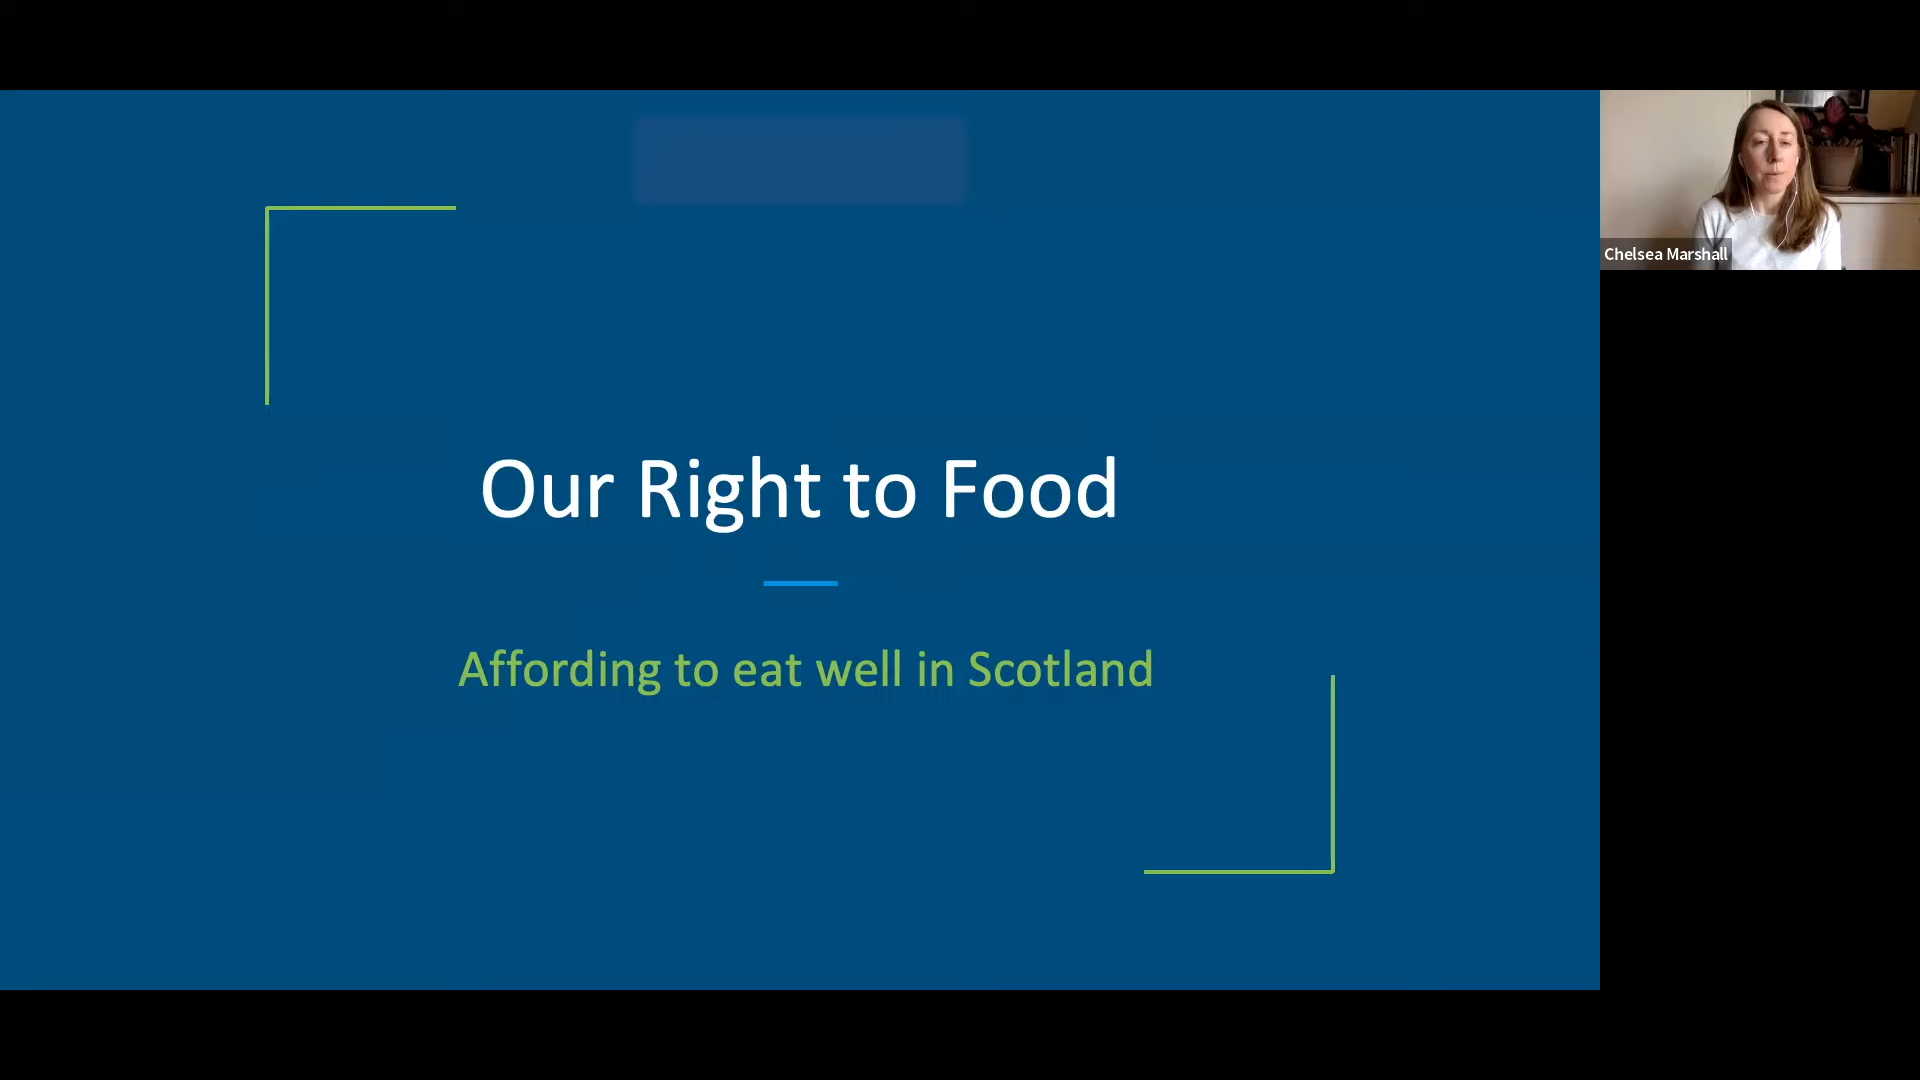 Our Right to Food
Affording to eat well in Scotland
Chelsea Marshall